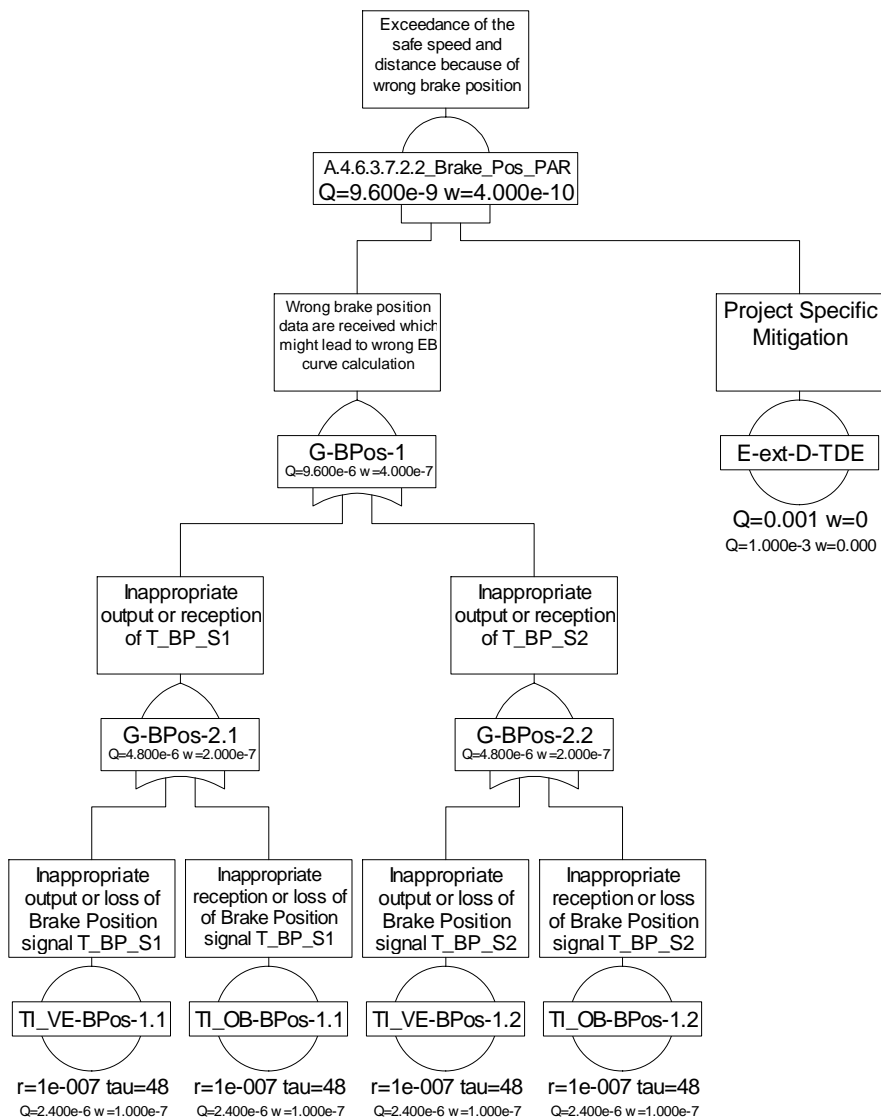 Exceedance of the
safe speed and
distance because of
wrong brake position
A.4.6.3.7.2.2_Brake_Pos_PAR
Q=9.600e-9 w=4.000e-10
Wrong brake position
data are received which
might lead to wrong EB
curve calculation
Project Specific
Mitigation
G-BPos-1
Q=9.600e-6 w=4.000e-7
E-ext-D-TDE
Q=0.001 w=0
Q=1.000e-3 w=0.000
Inappropriate
output or reception
of T_BP_S1
Inappropriate
output or reception
of T_BP_S2
G-BPos-2.1
Q=4.800e-6 w=2.000e-7
G-BPos-2.2
Q=4.800e-6 w=2.000e-7
Inappropriate
output or loss of
Brake Position
signal T_BP_S1
Inappropriate
reception or loss of
of Brake Position
signal T_BP_S1
Inappropriate
output or loss of
Brake Position
signal T_BP_S2
Inappropriate
reception or loss
of Brake Position
signal T_BP_S2
TI_VE-BPos-1.1
TI_OB-BPos-1.1
TI_VE-BPos-1.2
TI_OB-BPos-1.2
r=1e-007 tau=48
Q=2.400e-6 w=1.000e-7
r=1e-007 tau=48
Q=2.400e-6 w=1.000e-7
r=1e-007 tau=48
Q=2.400e-6 w=1.000e-7
r=1e-007 tau=48
Q=2.400e-6 w=1.000e-7